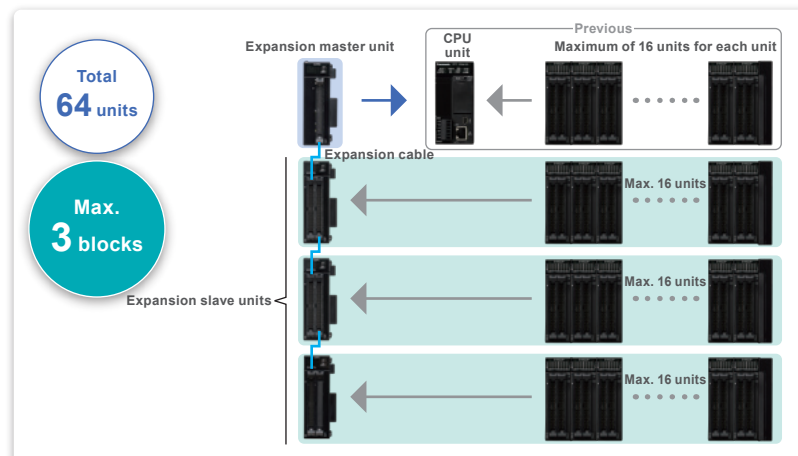 Previous
Expansion master unit
CPU
unit
Maximum of 16 units for each unit
Total
64 units
Expansion cable
Max. 16 units
Max.
3 blocks
Max. 16 units
Expansion slave units
Max. 16 units